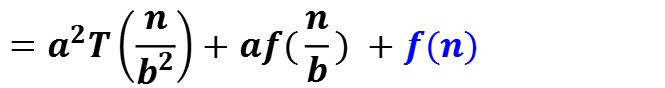 = a²T(n/b²) + af(n/b) + f(n)